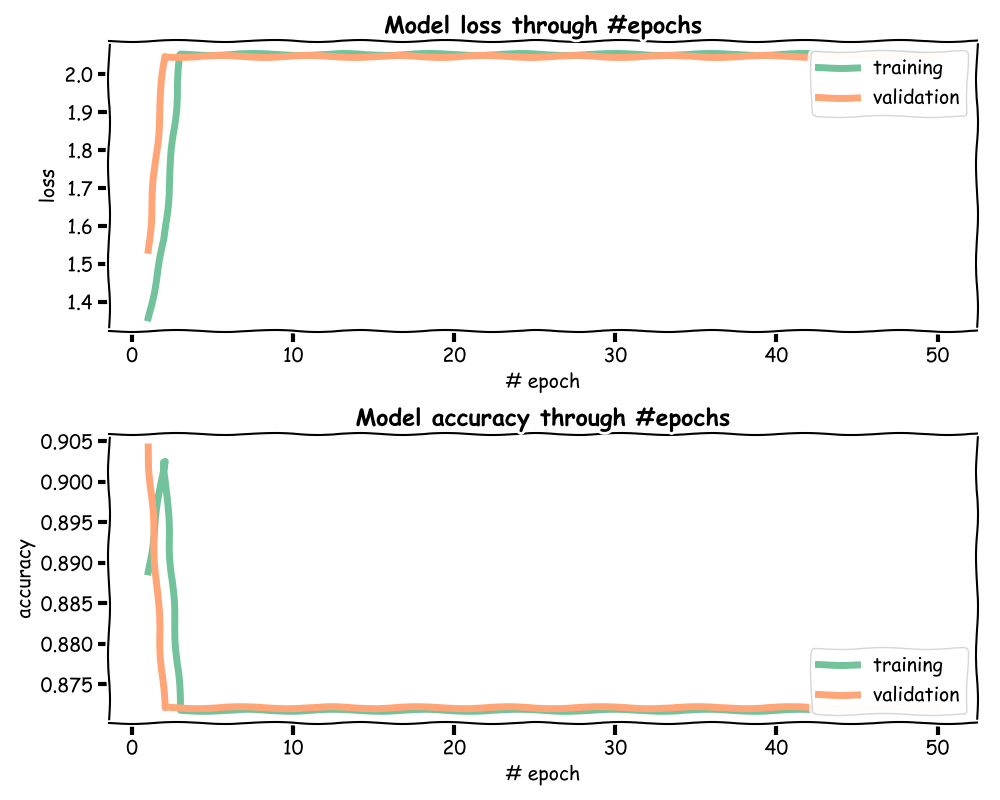 Model loss through #epochs
2.0
1.9
1.8
1.7
1.6
1.5
1.4
loss
training
validation
0 10 20 30 40 50
# epoch
Model accuracy through #epochs
0.905
0.900
0.895
0.890
0.885
0.880
0.875
accuracy
training
validation
0 10 20 30 40 50
# epoch